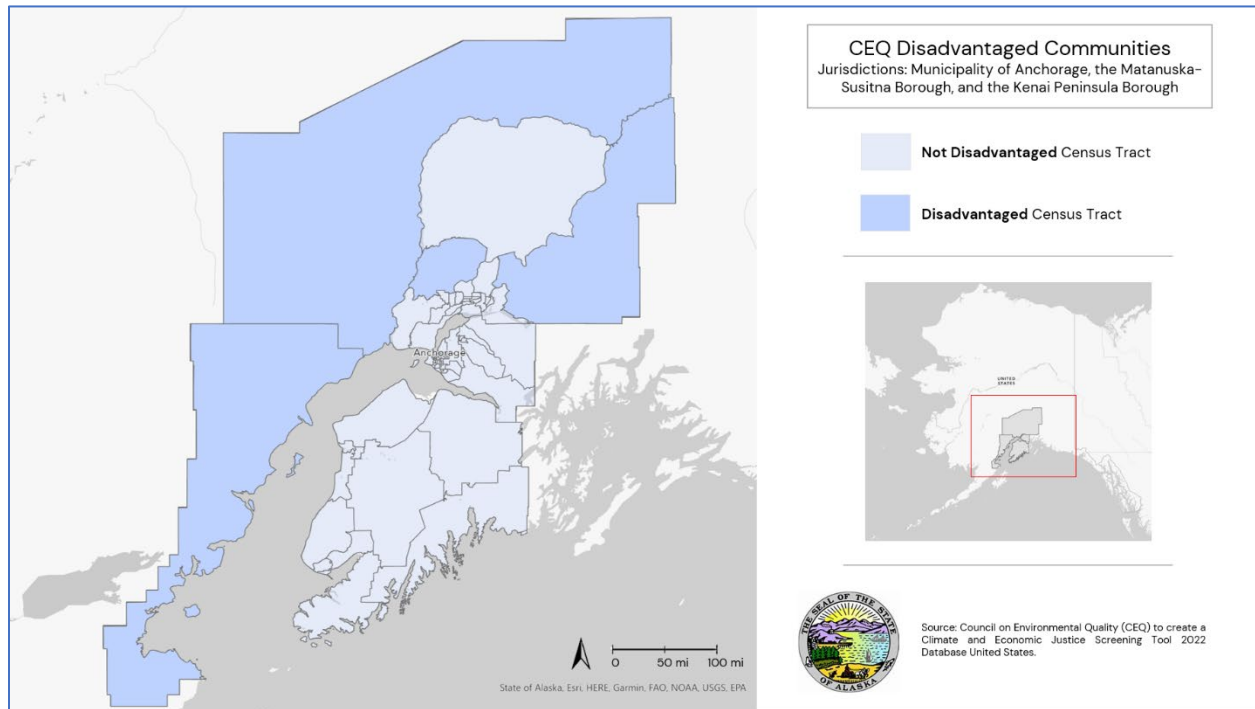 CEQ Disadvantaged Communities
Jurisdictions: Municipality of Anchorage, the Matanuska-
Susitna Borough, and the Kenai Peninsula Borough
Not Disadvantaged Census Tract
Disadvantaged Census Tract
Anchorage
UNITED
STATES
0 50 mi 100 mi
State of Alaska, Esri, HERE, Garmin, FAO, NOAA, USGS, EPA
THE SEAL OF THE STATE
OF ALASKA
Source: Council on Environmental Quality (CEQ) to create a
Climate and Economic Justice Screening Tool 2022
Database United States.